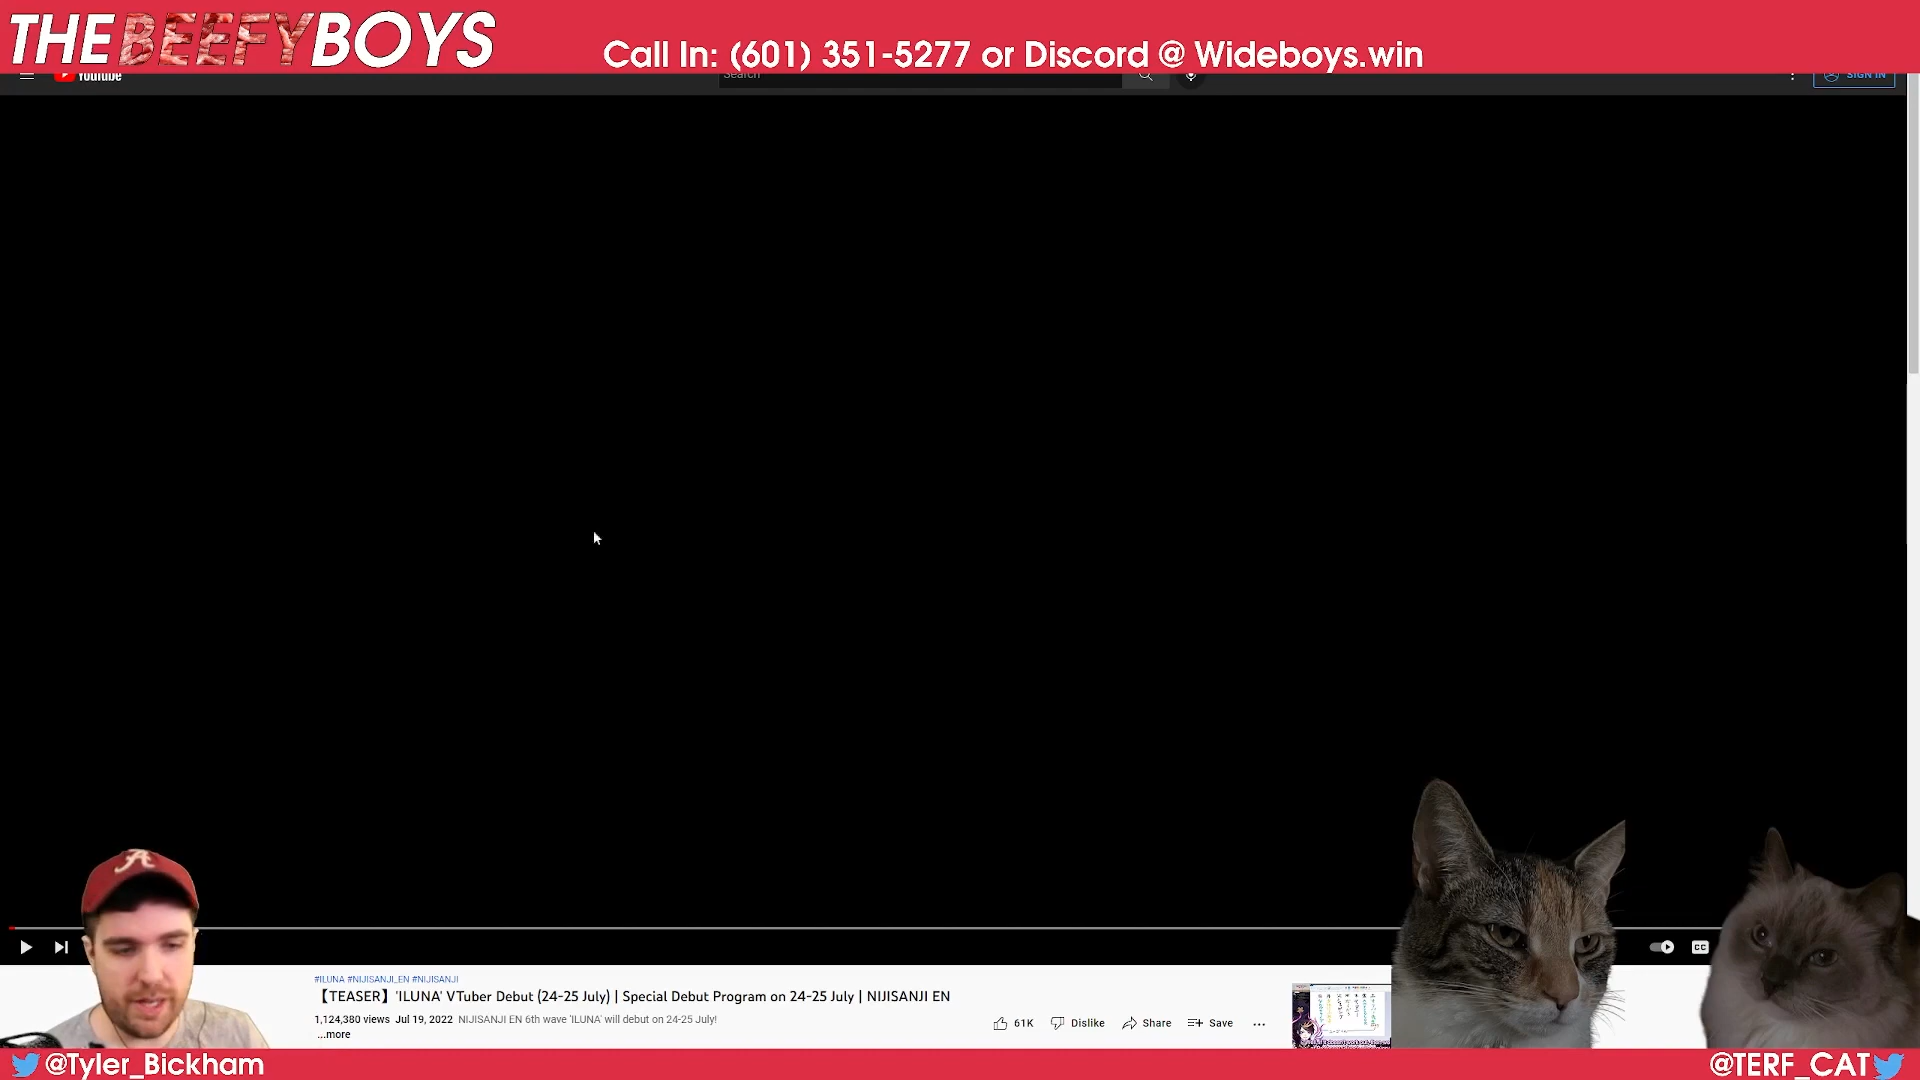 THE BEEFY BOYS
Call In: (601) 351-5277 or Discord @ Wideboys.win
YouTube
Search
SIGN IN
CC
#ILUNA #NIJISANJI_EN #NIJISANJI
【TEASER】'ILUNA' VTuber Debut (24-25 July) | Special Debut Program on 24-25 July | NIJISANJI EN
1,124,380 views Jul 19, 2022 NIJISANJI EN 6th wave 'ILUNA' will debut on 24-25 July!
...more
61K Dislike Share Save
@Tyler_Bickham
@TERF_CAT